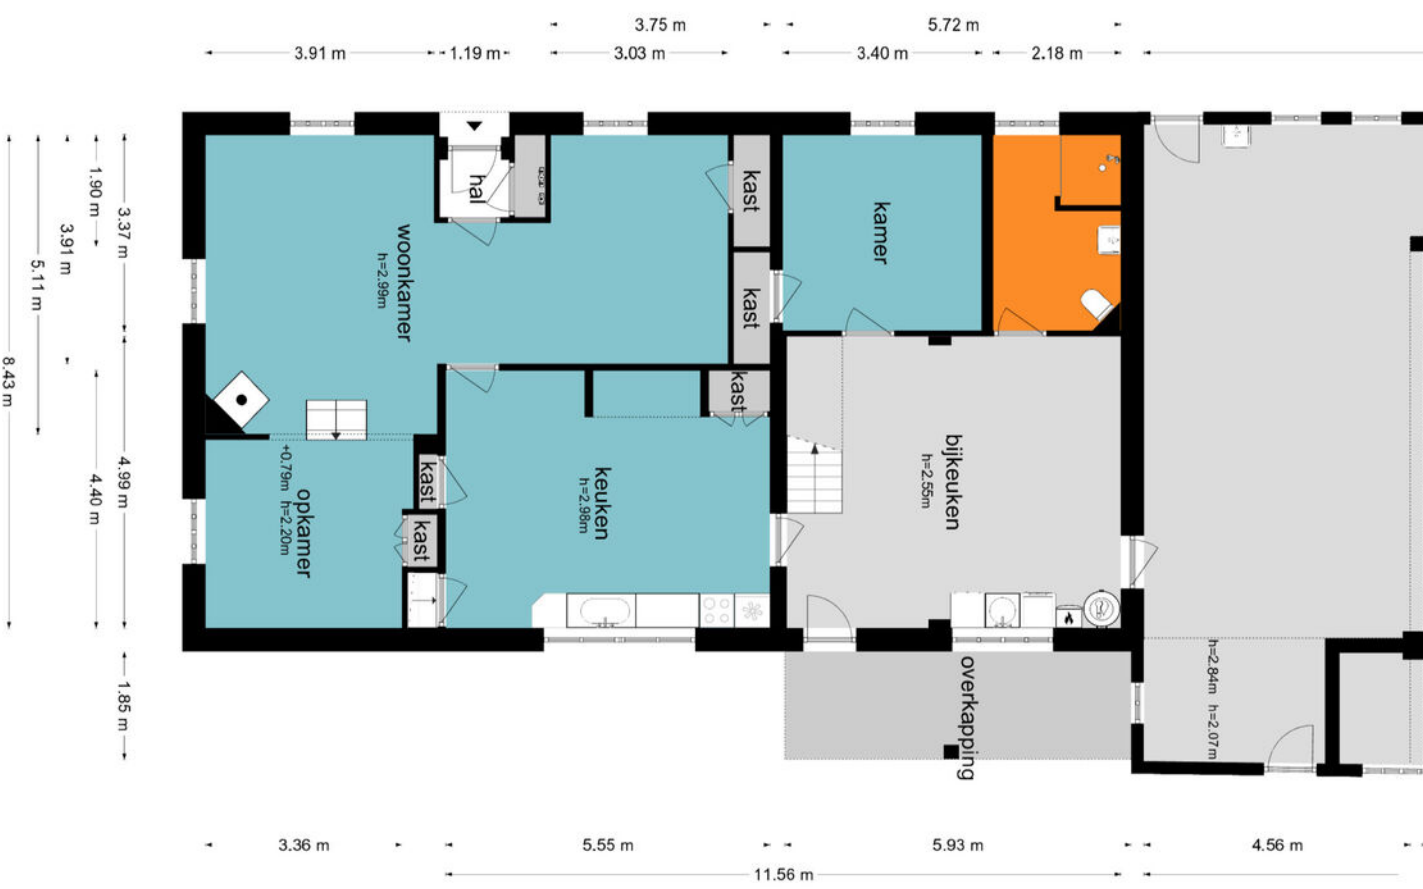 3.75 m
5.72 m
3.91 m
1.19 m
3.03 m
3.40 m
2.18 m
8.43 m
5.11 m
3.91 m
1.90 m
3.37 m
4.40 m
4.99 m
1.85 m
hal
kast
kast
kamer
woonkamer
h=2.99m
kast
kast
kast
opkamer
+0.79m h=2.20m
keuken
h=2.98m
bijkeuken
h=2.55m
overkapping
h=2.84m h=2.07m
3.36 m
5.55 m
5.93 m
4.56 m
11.56 m